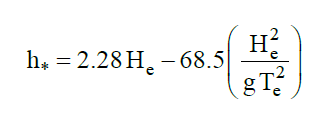 h* = 2.28 Hₑ − 68.5 (Hₑ² / g Tₑ²)